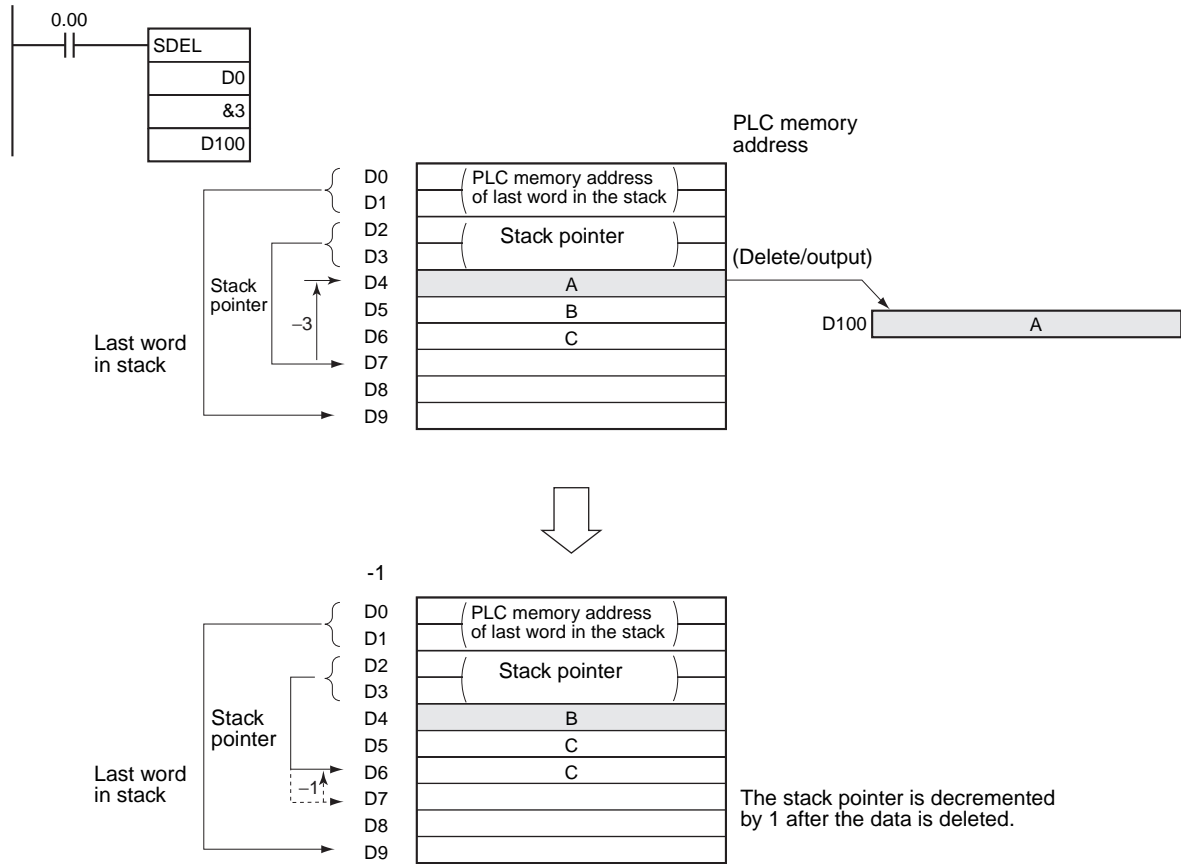 0.00
SDEL
D0
&3
D100
PLC memory
address
D0
D1
D2
D3
D4
D5
D6
D7
D8
D9
PLC memory address
of last word in the stack
Stack pointer
A
B
C
Stack
pointer
–3
Last word
in stack
(Delete/output)
D100
A
-1
D0
D1
D2
D3
D4
D5
D6
D7
D8
D9
PLC memory address
of last word in the stack
Stack pointer
B
C
C
Stack
pointer
–1
Last word
in stack
The stack pointer is decremented
by 1 after the data is deleted.